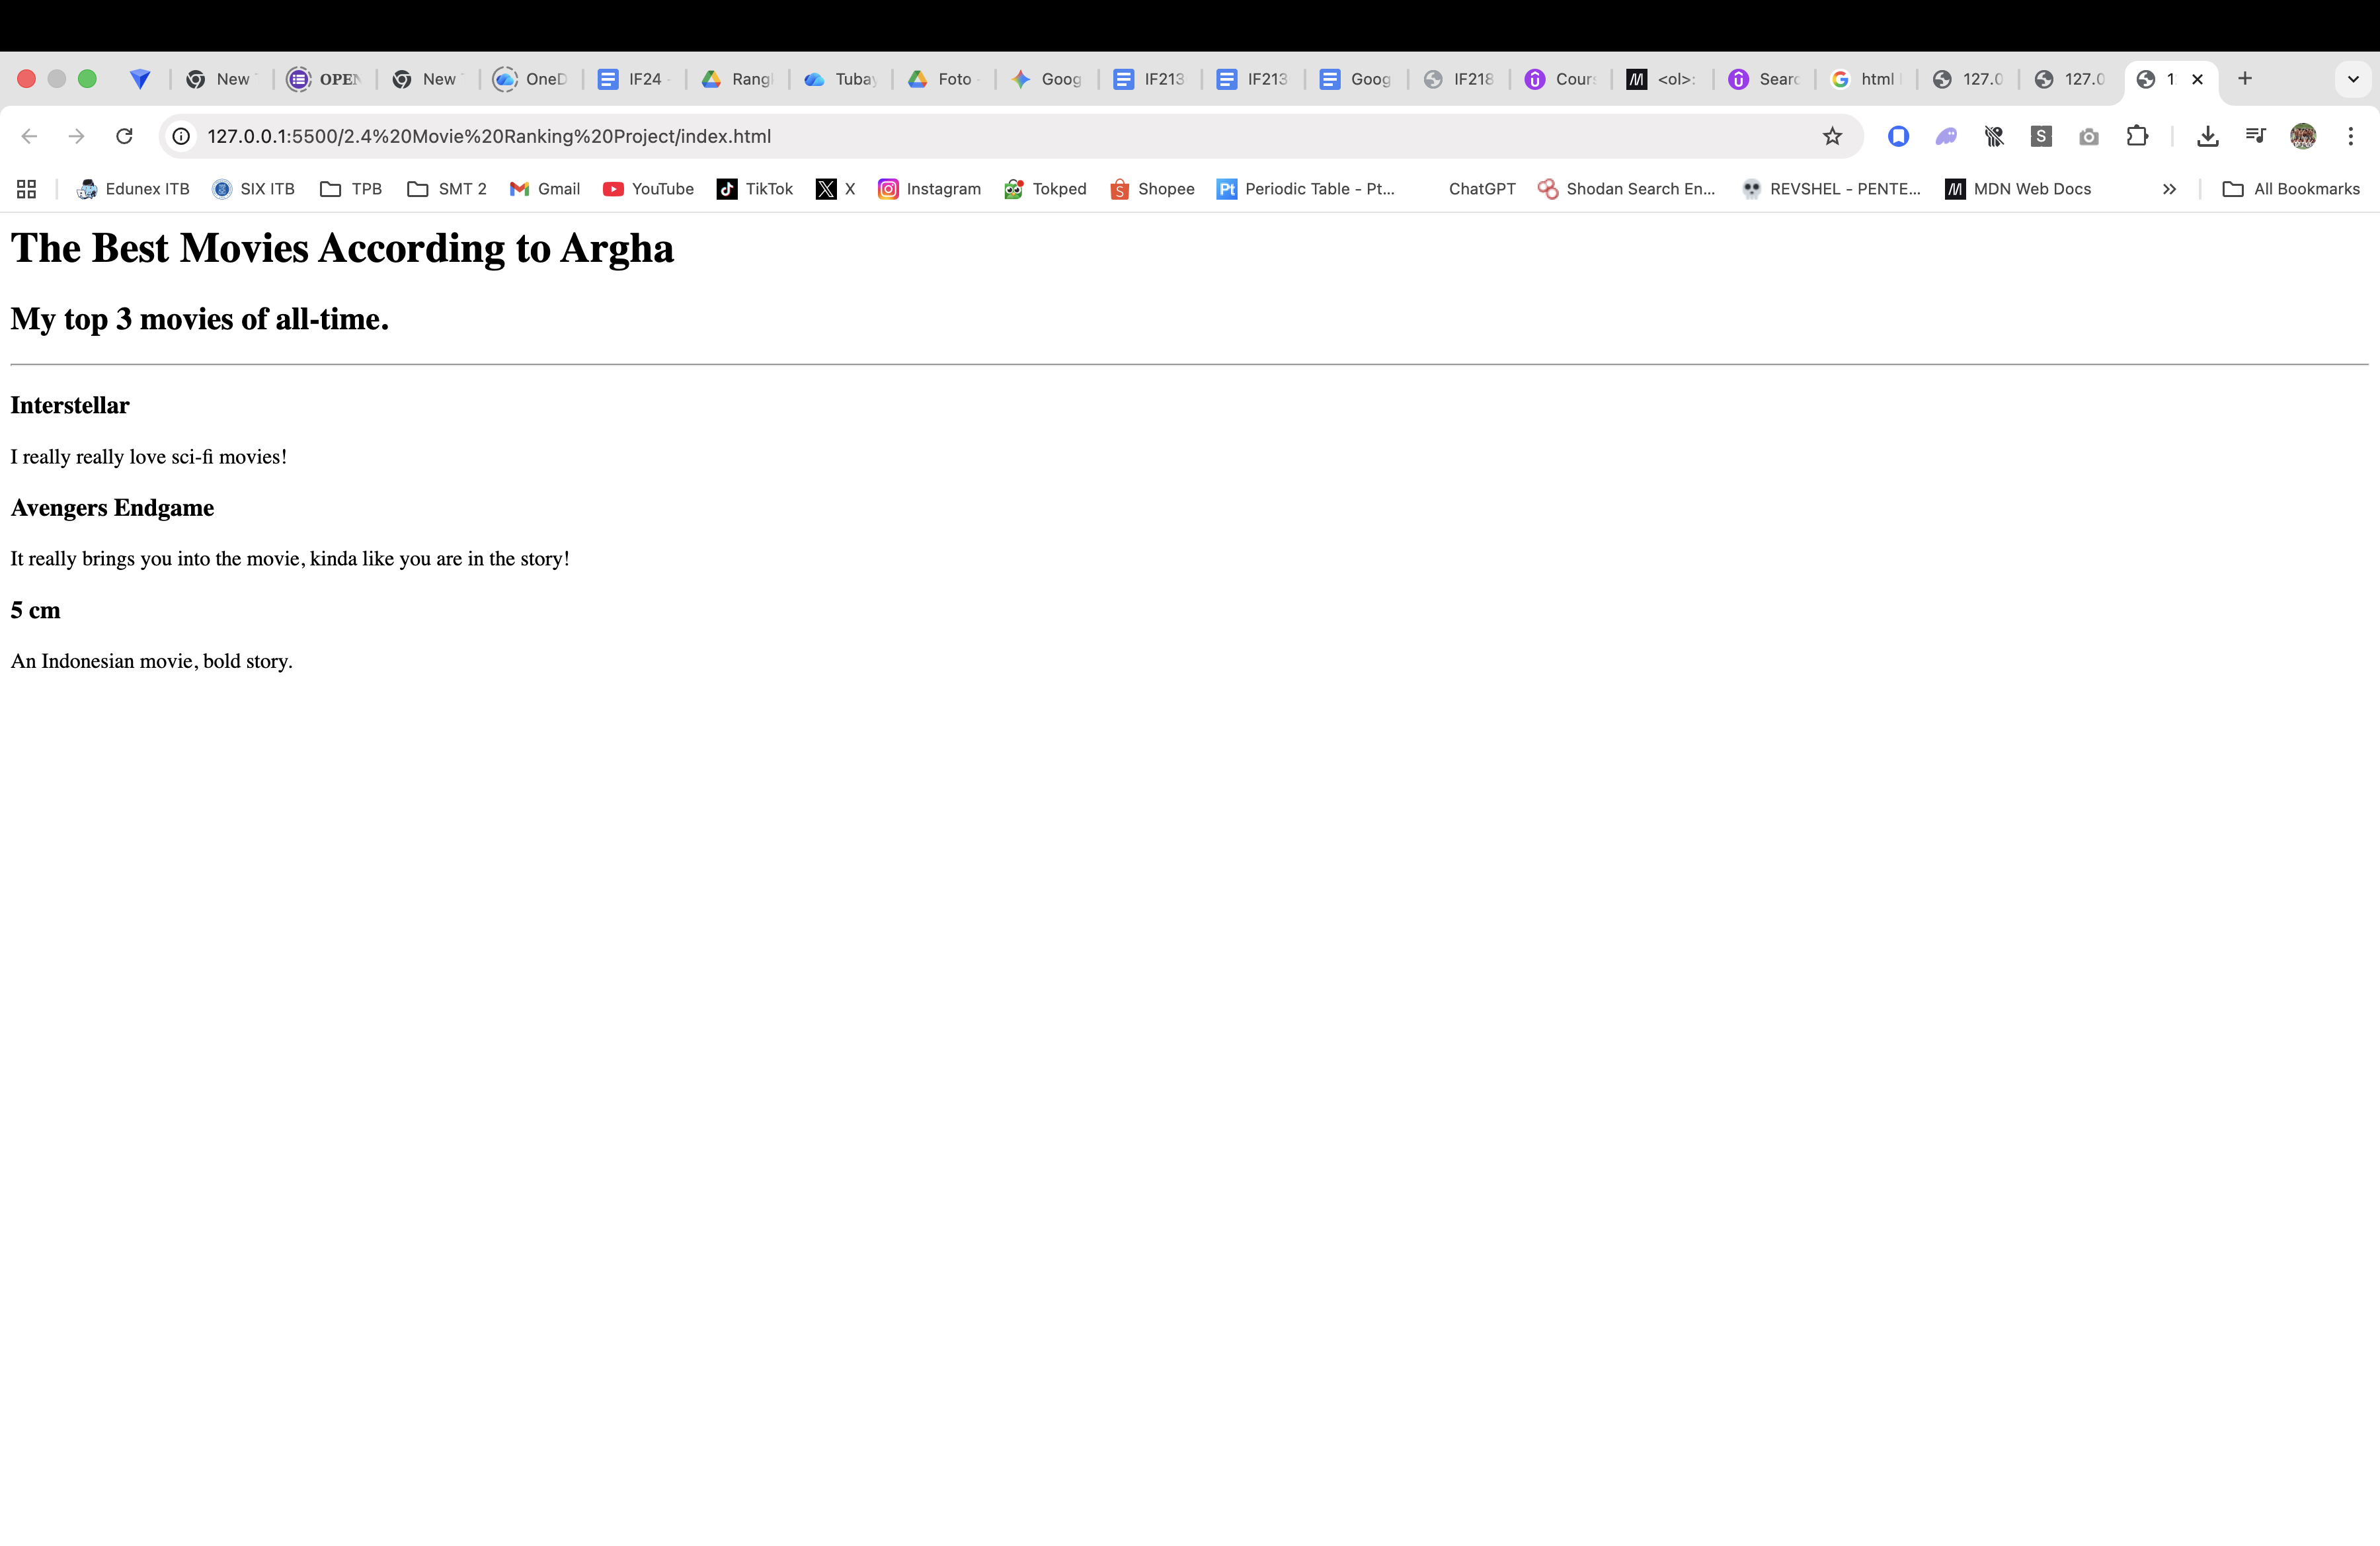 New
OPEN
New
OneD
IF24
Rang
Tubay
Foto
Goog
IF213
IF213
Goog
IF218
Cour
<ol>:
Searc
html
127.0
127.0
1
127.0.0.1:5500/2.4%20Movie%20Ranking%20Project/index.html
S
Edunex ITB
SIX ITB
TPB
SMT 2
Gmail
YouTube
TikTok
X
Instagram
Tokped
Shopee
Pt Periodic Table - Pt...
ChatGPT
Shodan Search En...
REVSHEL - PENTE...
MDN Web Docs
All Bookmarks
The Best Movies According to Argha
My top 3 movies of all-time.
Interstellar
I really really love sci-fi movies!
Avengers Endgame
It really brings you into the movie, kinda like you are in the story!
5 cm
An Indonesian movie, bold story.